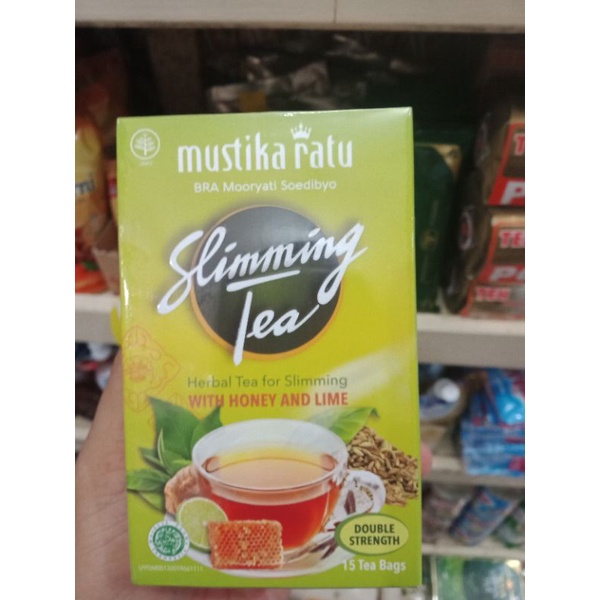 mustika ratu
BRA Mooryati Soedibyo
Slimming
Tea
Herbal Tea for Slimming
WITH HONEY AND LIME
DOUBLE
STRENGTH
15 Tea Bags